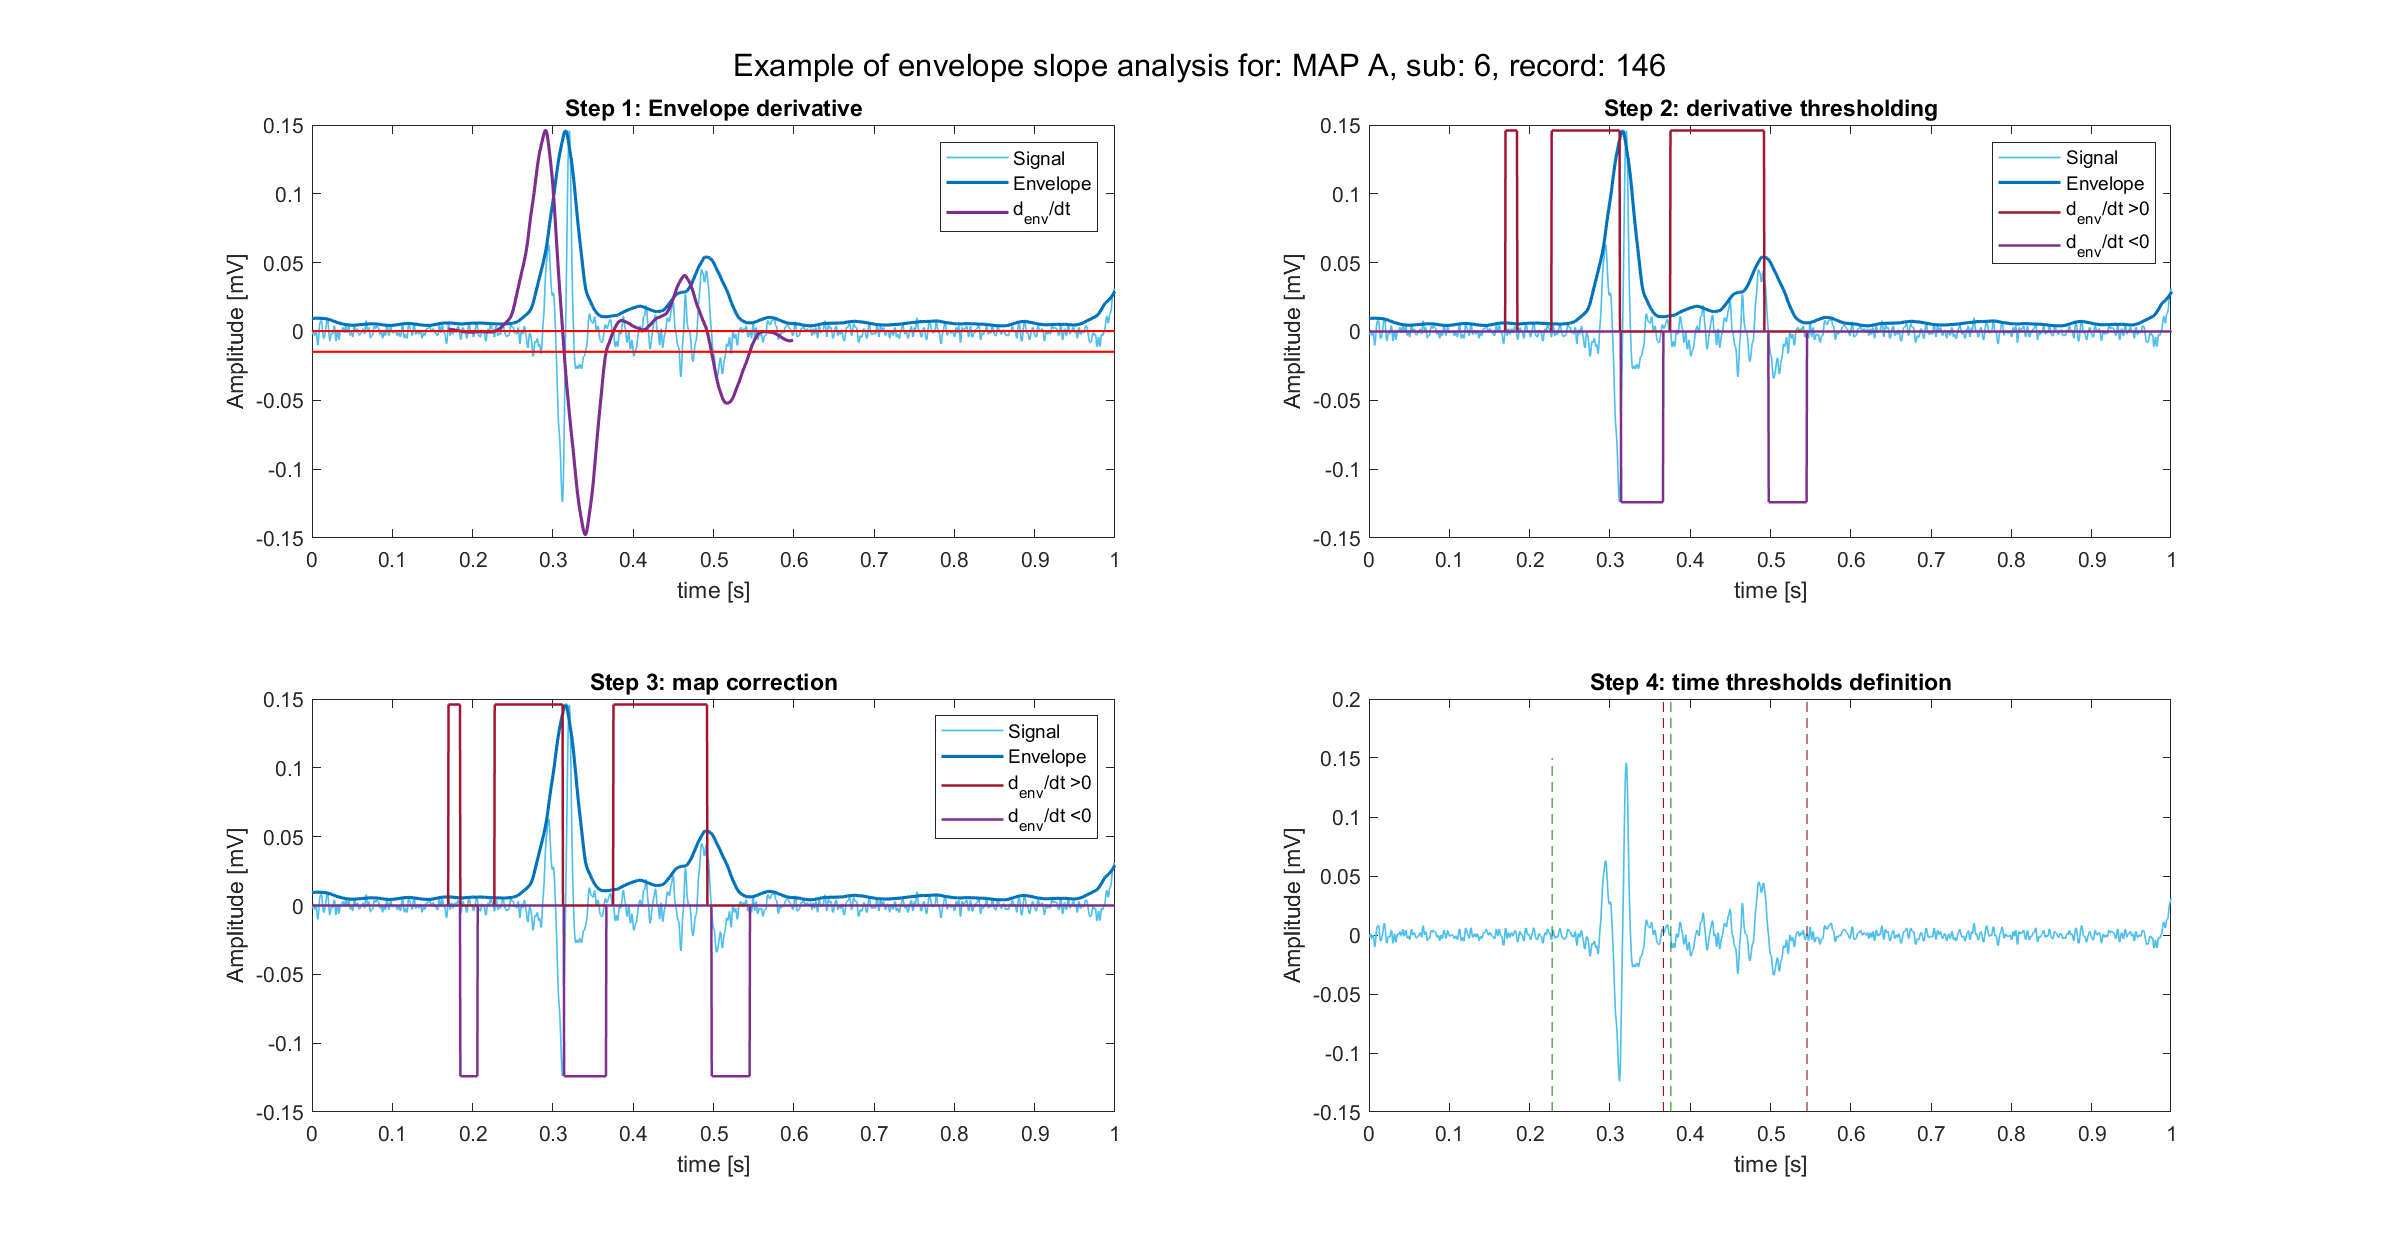 Example of envelope slope analysis for: MAP A, sub: 6, record: 146
Step 1: Envelope derivative
0.15
0.1
0.05
0
-0.05
-0.1
-0.15
Amplitude [mV]
0 0.1 0.2 0.3 0.4 0.5 0.6 0.7 0.8 0.9 1
time [s]
Signal
Envelope
d_env/dt
Step 2: derivative thresholding
0.15
0.1
0.05
0
-0.05
-0.1
-0.15
Amplitude [mV]
0 0.1 0.2 0.3 0.4 0.5 0.6 0.7 0.8 0.9 1
time [s]
Signal
Envelope
d_env/dt >0
d_env/dt <0
Step 3: map correction
0.15
0.1
0.05
0
-0.05
-0.1
-0.15
Amplitude [mV]
0 0.1 0.2 0.3 0.4 0.5 0.6 0.7 0.8 0.9 1
time [s]
Signal
Envelope
d_env/dt >0
d_env/dt <0
Step 4: time thresholds definition
0.2
0.15
0.1
0.05
0
-0.05
-0.1
-0.15
Amplitude [mV]
0 0.1 0.2 0.3 0.4 0.5 0.6 0.7 0.8 0.9 1
time [s]